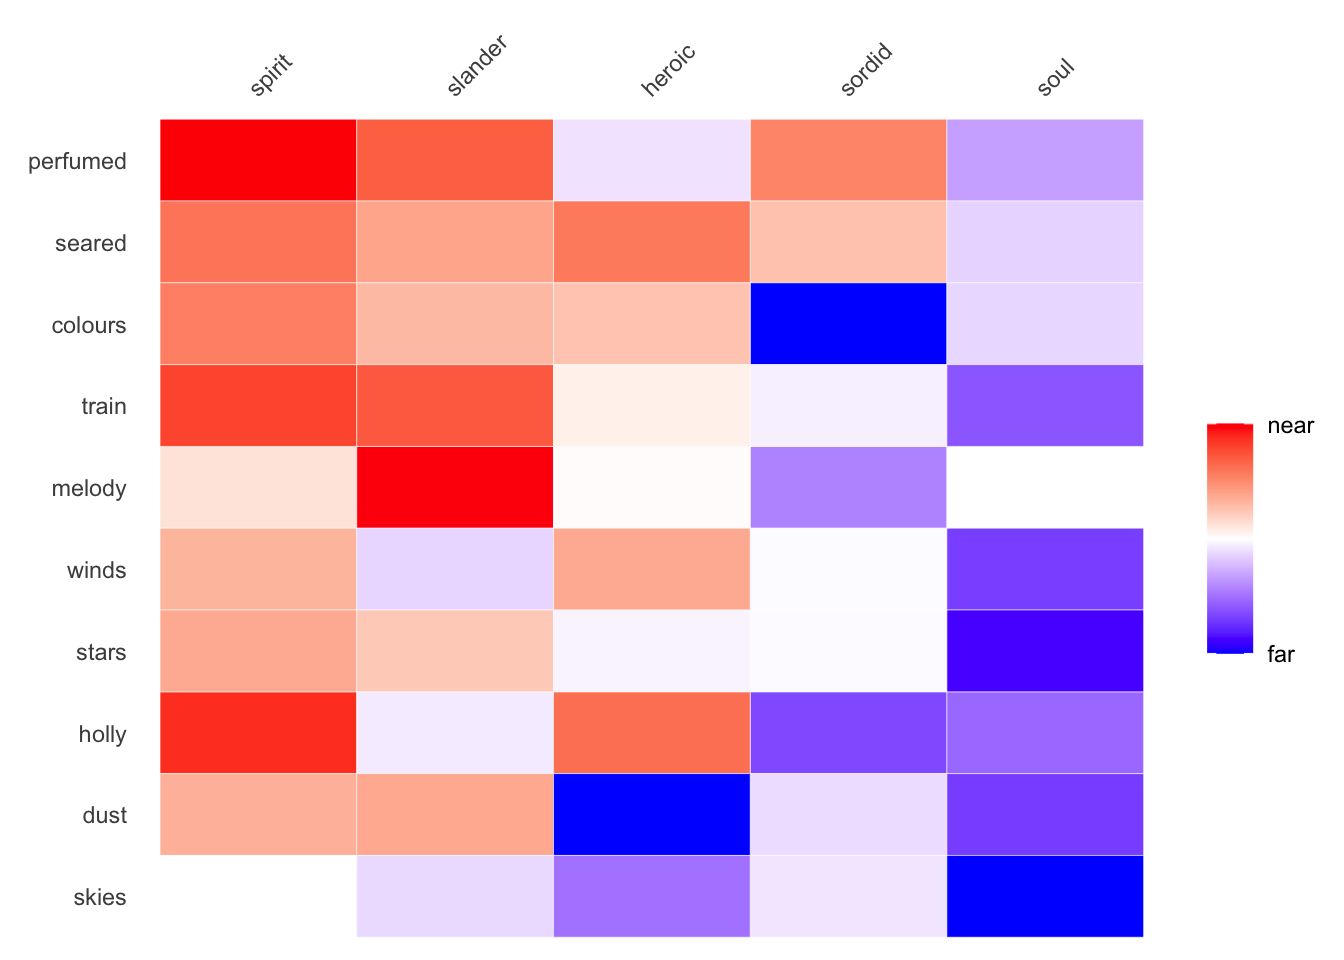 spirit slander heroic sordid soul
perfumed
seared
colours
train
near
melody
winds
stars
far
holly
dust
skies